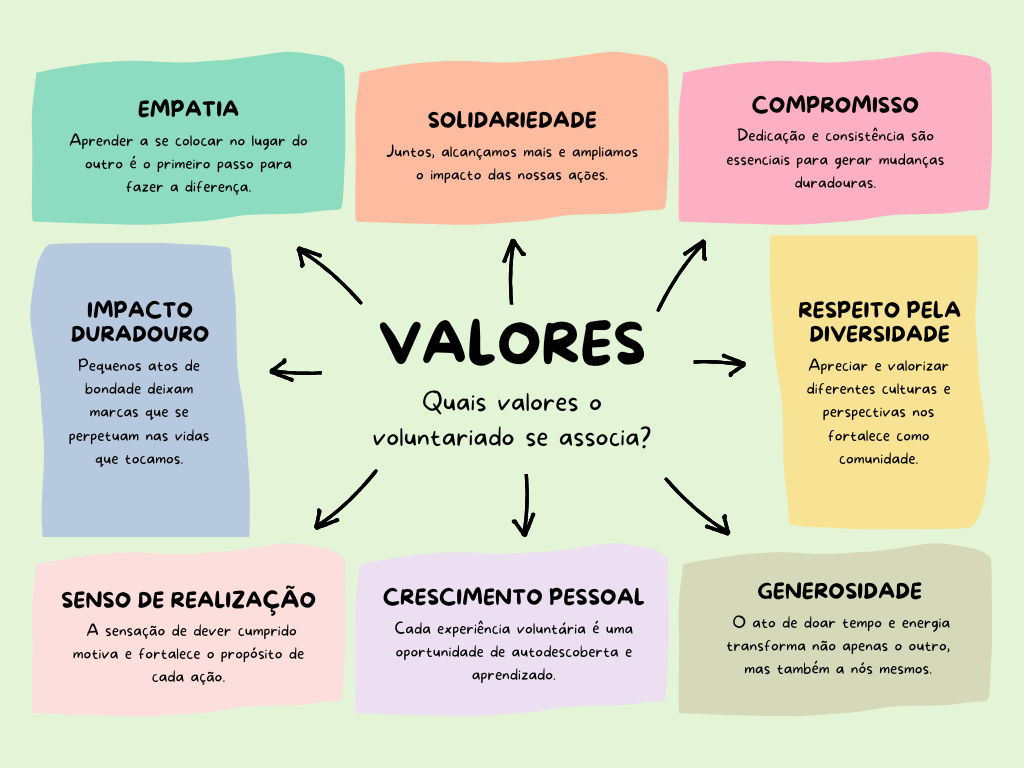 EMPATIA
Aprender a se colocar no lugar do
outro é o primeiro passo para
fazer a diferença.
SOLIDARIEDADE
Juntos, alcançamos mais e ampliamos
o impacto das nossas ações.
COMPROMISSO
Dedicação e consistência são
essenciais para gerar mudanças
duradouras.
IMPACTO
DURADOURO
Pequenos atos de
bondade deixam
marcas que se
perpetuam nas vidas
que tocamos.
VALORES
Quais valores o
voluntariado se associa?
RESPEITO PELA
DIVERSIDADE
Apreciar e valorizar
diferentes culturas e
perspectivas nos
fortalece como
comunidade.
SENSO DE REALIZAÇÃO
A sensação de dever cumprido
motiva e fortalece o propósito de
cada ação.
CRESCIMENTO PESSOAL
Cada experiência voluntária é uma
oportunidade de autodescoberta e
aprendizado.
GENEROSIDADE
O ato de doar tempo e energia
transforma não apenas o outro,
mas também a nós mesmos.